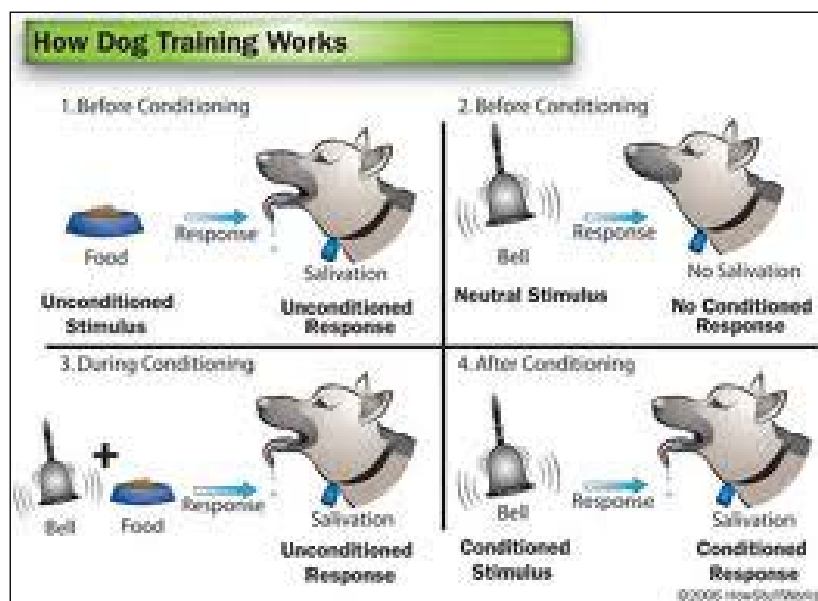 How Dog Training Works
1. Before Conditioning
Food
Response
Salivation
Unconditioned
Stimulus
Unconditioned
Response
2. Before Conditioning
Bell
Response
No Salivation
Neutral Stimulus
No Conditioned
Response
3. During Conditioning
+
Bell
Food
Response
Salivation
Unconditioned
Response
4. After Conditioning
Bell
Response
Salivation
Conditioned
Stimulus
Conditioned
Response
©2006 HowStuffWorks